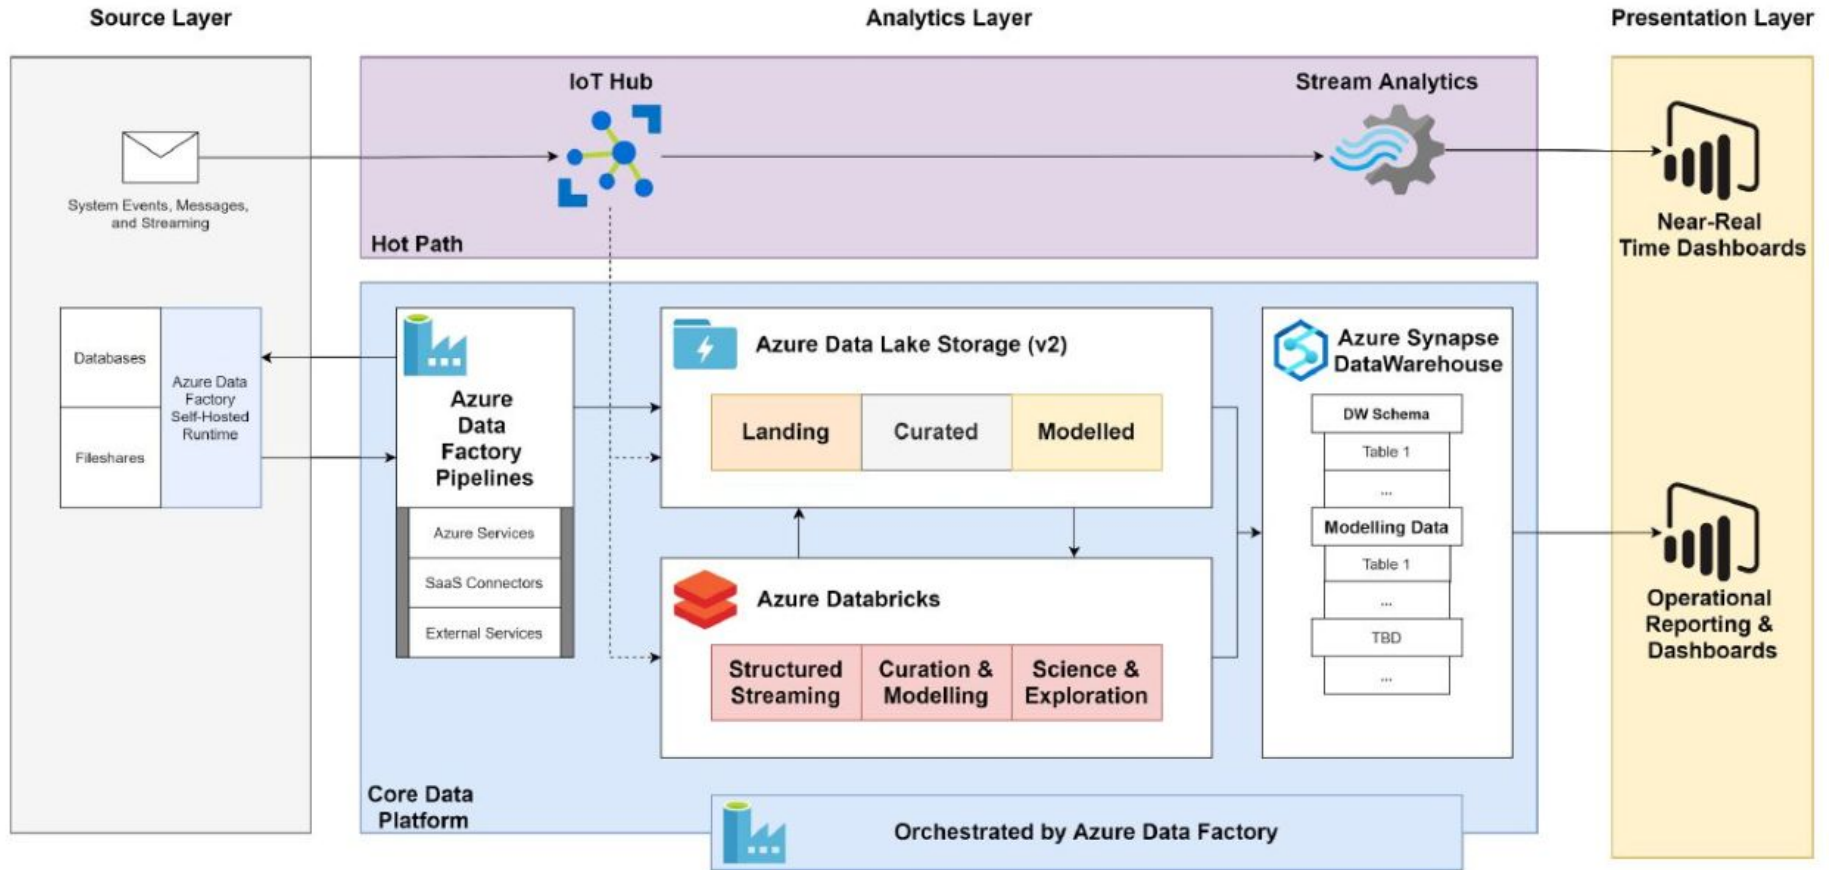 Source Layer
Analytics Layer
Presentation Layer
IoT Hub
Stream Analytics
System Events, Messages,
and Streaming
Hot Path
Near-Real
Time Dashboards
Databases
Fileshares
Azure Data
Factory
Self-Hosted
Runtime
Azure
Data
Factory
Pipelines
Azure Services
SaaS Connectors
External Services
Azure Data Lake Storage (v2)
Landing
Curated
Modelled
Azure Databricks
Structured
Streaming
Curation &
Modelling
Science &
Exploration
Azure Synapse
DataWarehouse
DW Schema
Table 1
...
Modelling Data
Table 1
...
TBD
...
Operational
Reporting &
Dashboards
Core Data
Platform
Orchestrated by Azure Data Factory